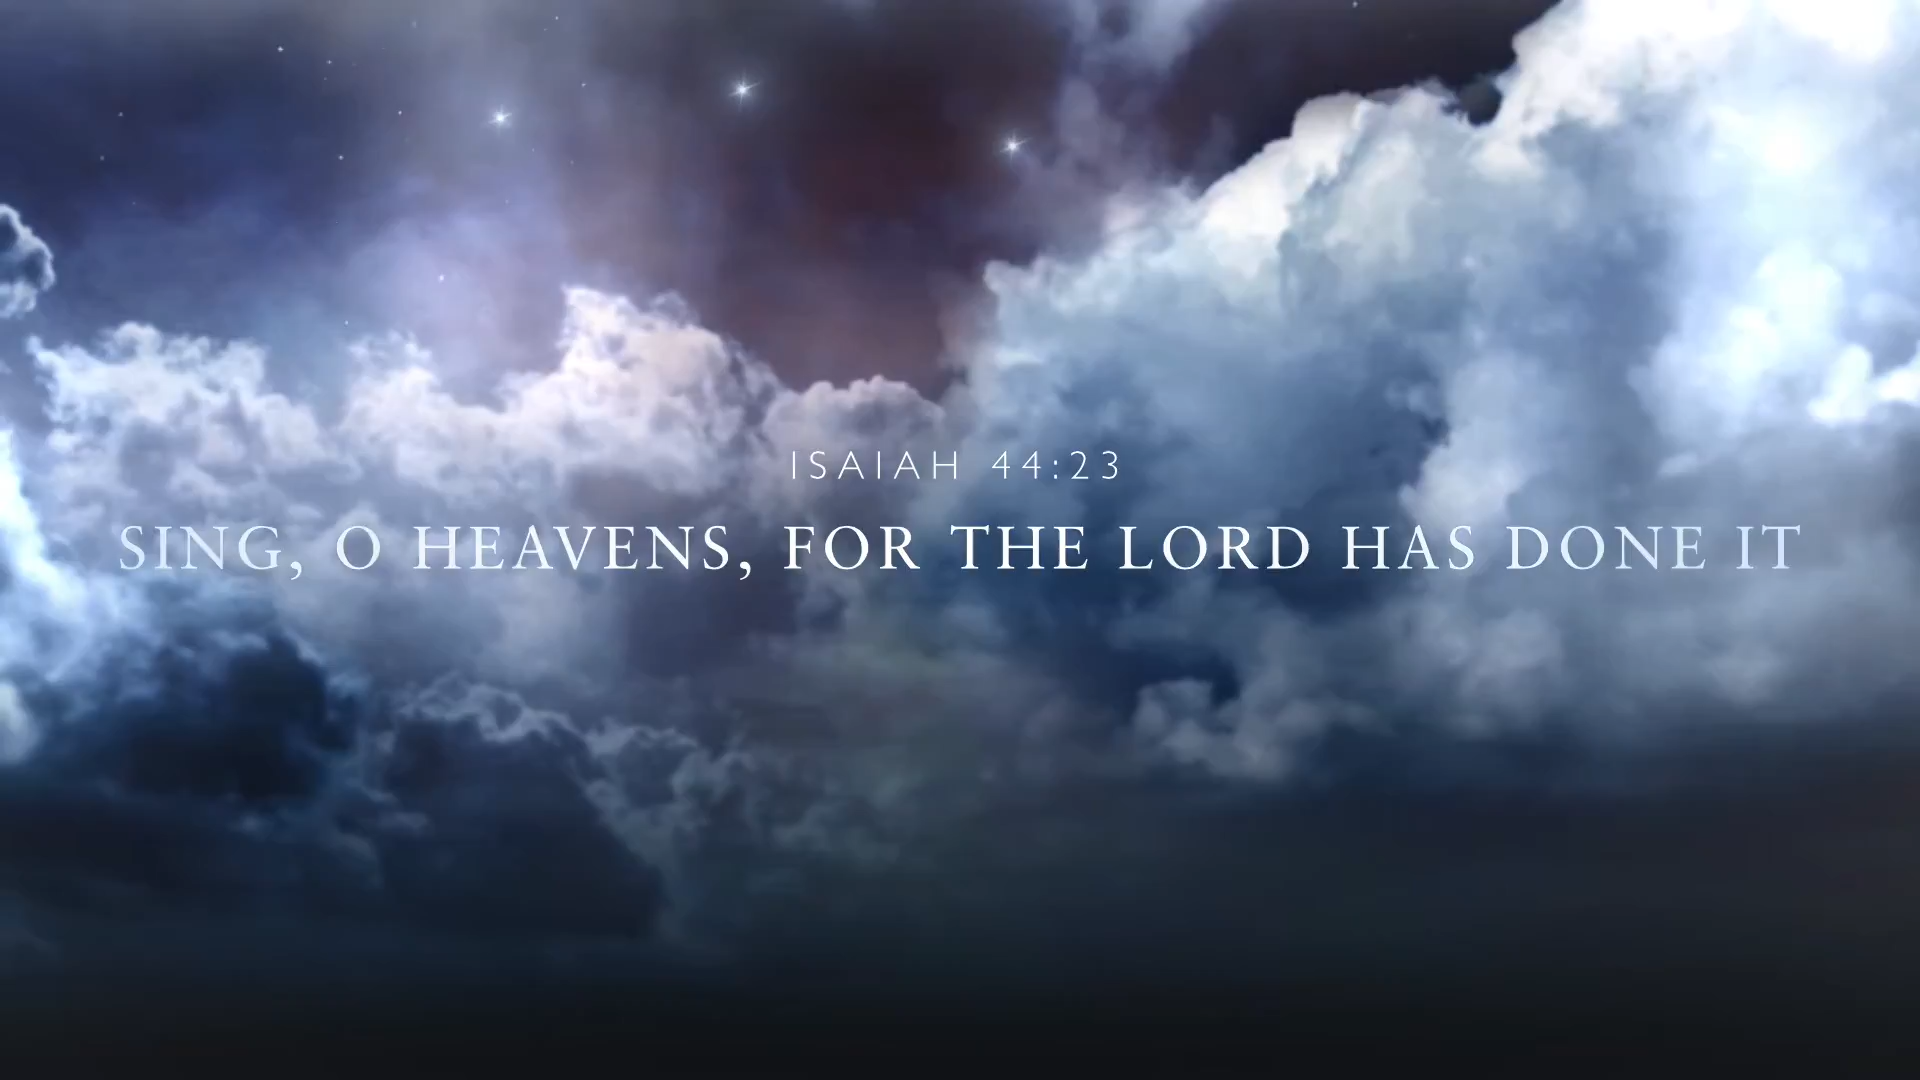 ISAIAH 44:23
SING, O HEAVENS, FOR THE LORD HAS DONE IT